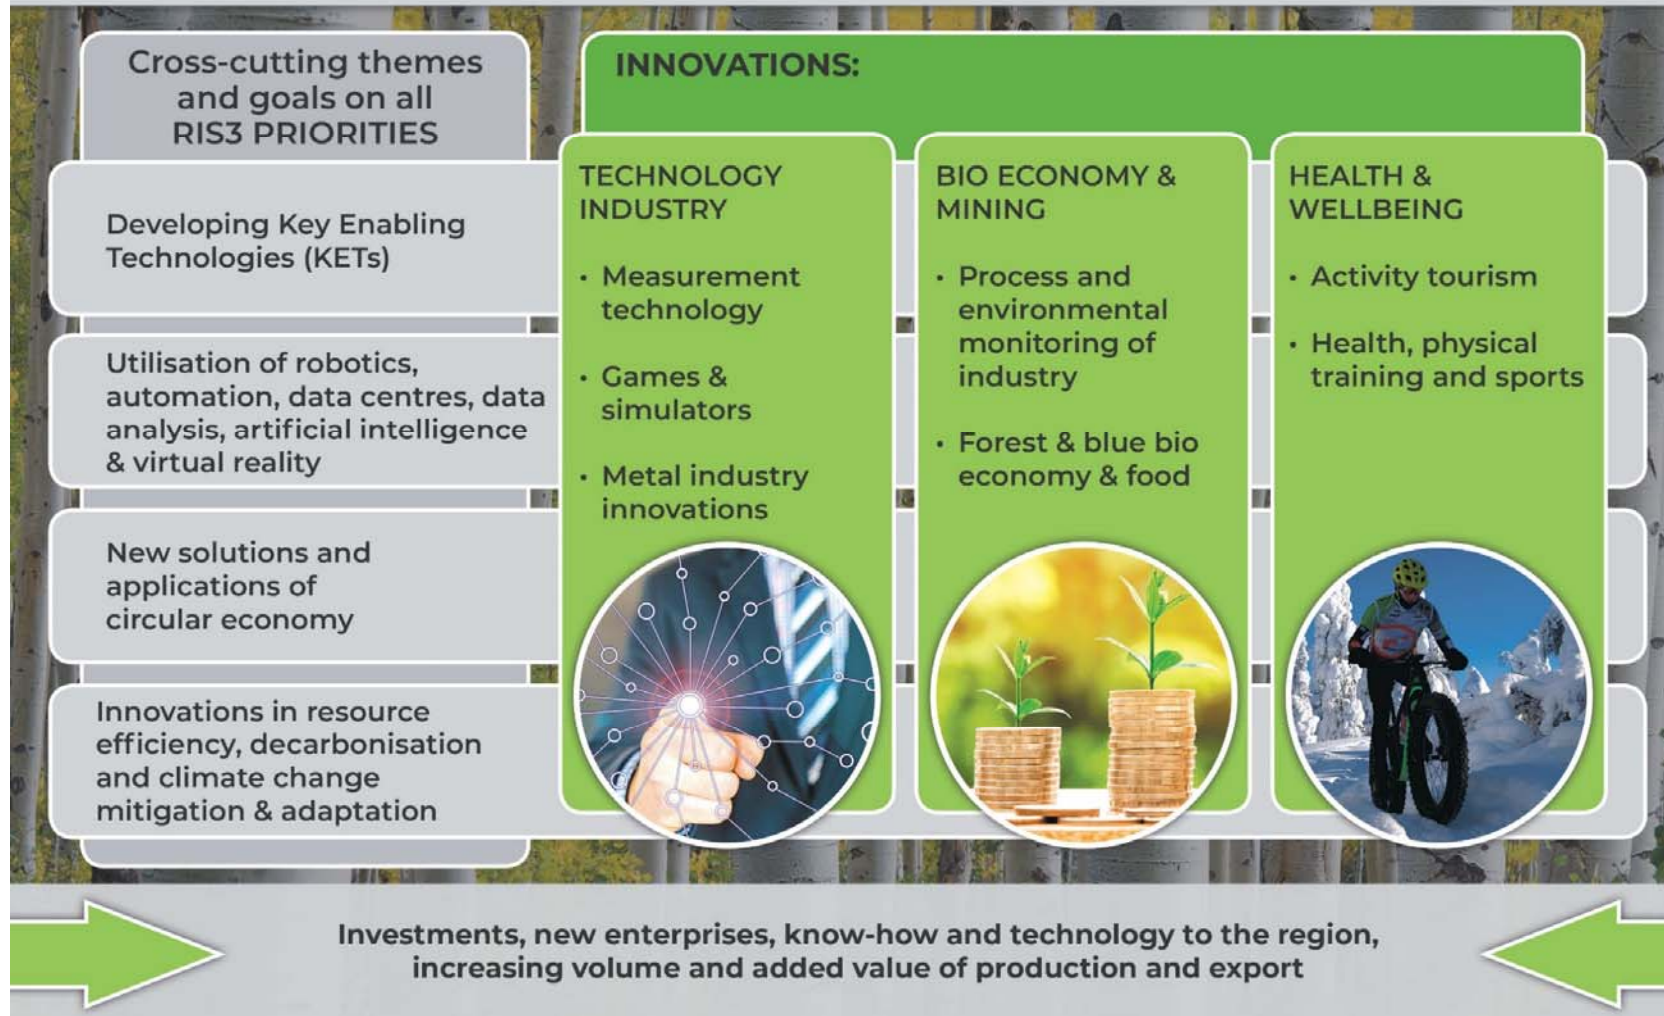 Cross-cutting themes
and goals on all
RIS3 PRIORITIES
Developing Key Enabling
Technologies (KETs)
Utilisation of robotics,
automation, data centres, data
analysis, artificial intelligence
& virtual reality
New solutions and
applications of
circular economy
Innovations in resource
efficiency, decarbonisation
and climate change
mitigation & adaptation
INNOVATIONS:
TECHNOLOGY
INDUSTRY
• Measurement
technology
• Games &
simulators
• Metal industry
innovations
BIO ECONOMY &
MINING
• Process and
environmental
monitoring of
industry
• Forest & blue bio
economy & food
HEALTH &
WELLBEING
• Activity tourism
• Health, physical
training and sports
Investments, new enterprises, know-how and technology to the region,
increasing volume and added value of production and export